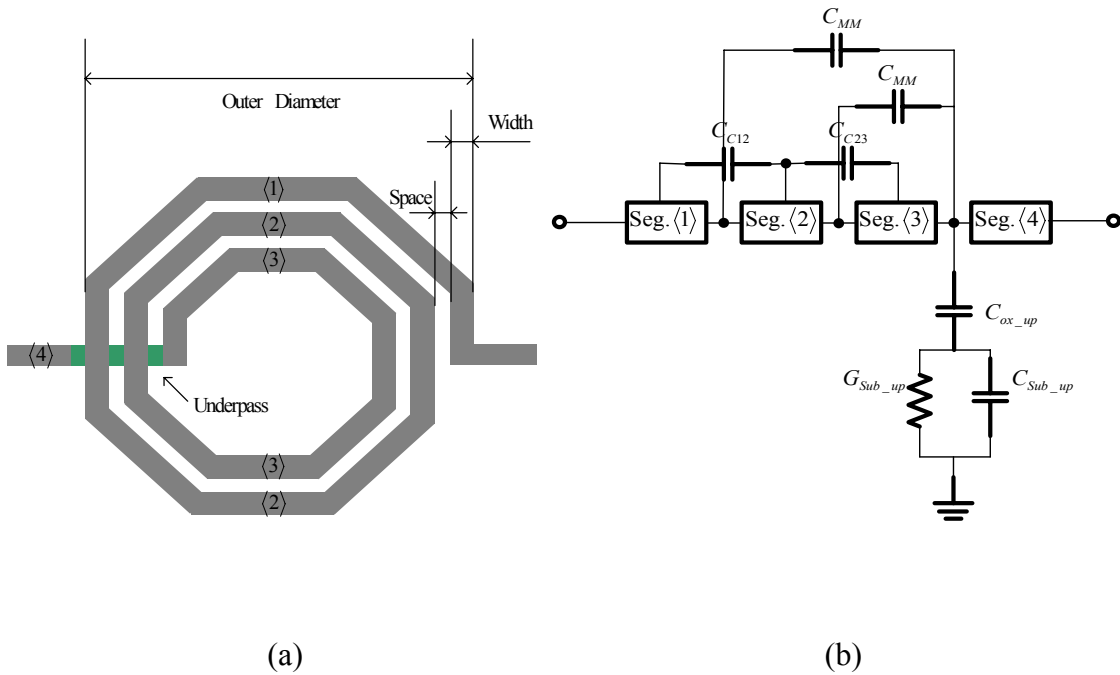 Outer Diameter
Width
Space
⟨1⟩
⟨2⟩
⟨3⟩
⟨4⟩
Underpass
⟨3⟩
⟨2⟩
(a)
C_MM
C_MM
C_C12
C_C23
Seg.⟨1⟩
Seg.⟨2⟩
Seg.⟨3⟩
Seg.⟨4⟩
C_ox_up
G_Sub_up
C_Sub_up
(b)